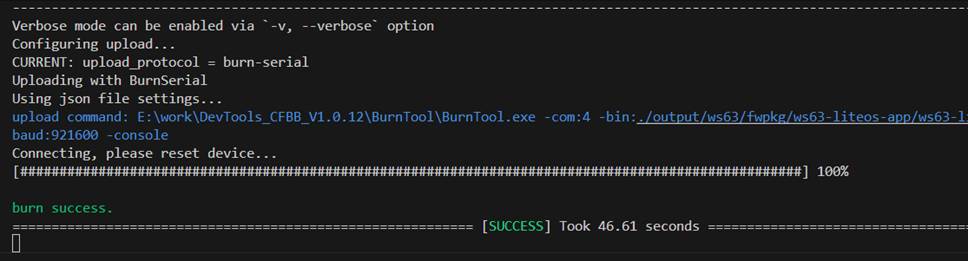 Verbose mode can be enabled via `-v, --verbose` option
Configuring upload...
CURRENT: upload_protocol = burn-serial
Uploading with BurnSerial
Using json file settings...
upload command: E:\work\DevTools_CFBB_V1.0.12\BurnTool\BurnTool.exe -com:4 -bin:./output/ws63/fwpkg/ws63-liteos-app/ws63-li
baud:921600 -console
Connecting, please reset device...
[####################################################################################################] 100%
burn success.
=========================================================== [SUCCESS] Took 46.61 seconds =================================